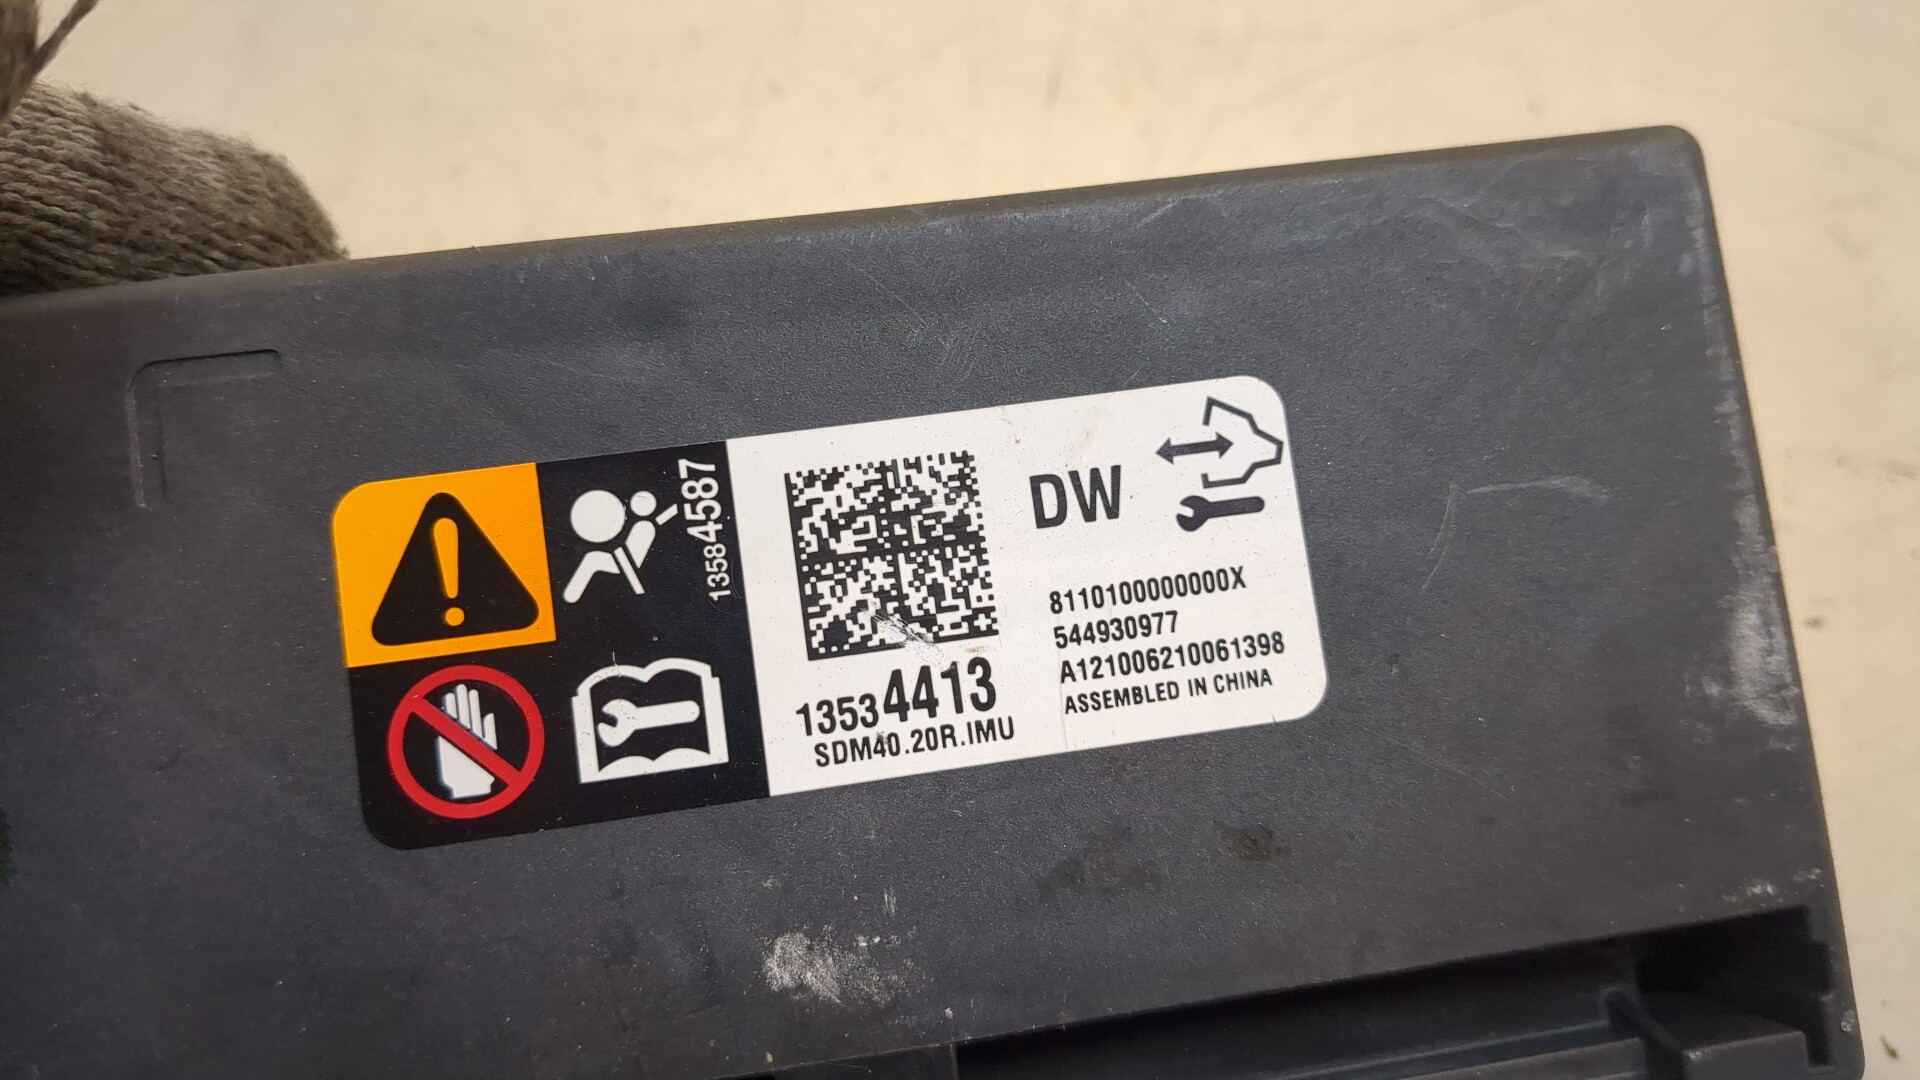 13584587
13534413
SDM40.20R.IMU
DW
8110100000000X
544930977
A121006210061398
ASSEMBLED IN CHINA